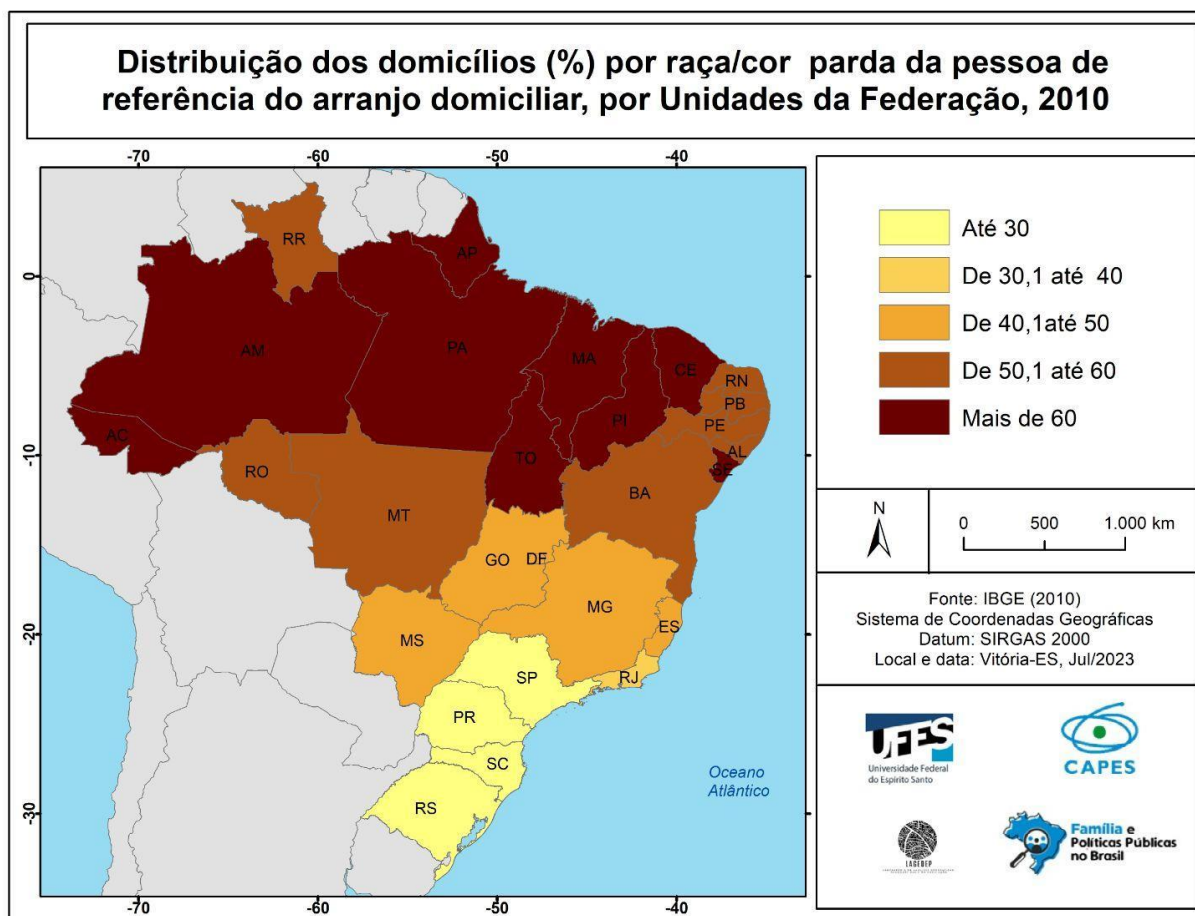 Distribuição dos domicílios (%) por raça/cor parda da pessoa de
referência do arranjo domiciliar, por Unidades da Federação, 2010
-70
-60
-50
-40
RR
AP
0
AM
PA
MA
CE
RN
PB
PI
PE
AC
AL
-10
TO
SE
RO
BA
MT
GO
DF
MG
ES
MS
-20
SP
RJ
PR
SC
Oceano
Atlântico
RS
-30
-70
-60
-50
-40
Até 30
De 30,1 até 40
De 40,1até 50
De 50,1 até 60
Mais de 60
N
0
500
1.000 km
Fonte: IBGE (2010)
Sistema de Coordenadas Geográficas
Datum: SIRGAS 2000
Local e data: Vitória-ES, Jul/2023
UFES
Universidade Federal
do Espírito Santo
CAPES
LAGEDEP
Família e
Políticas Públicas
no Brasil